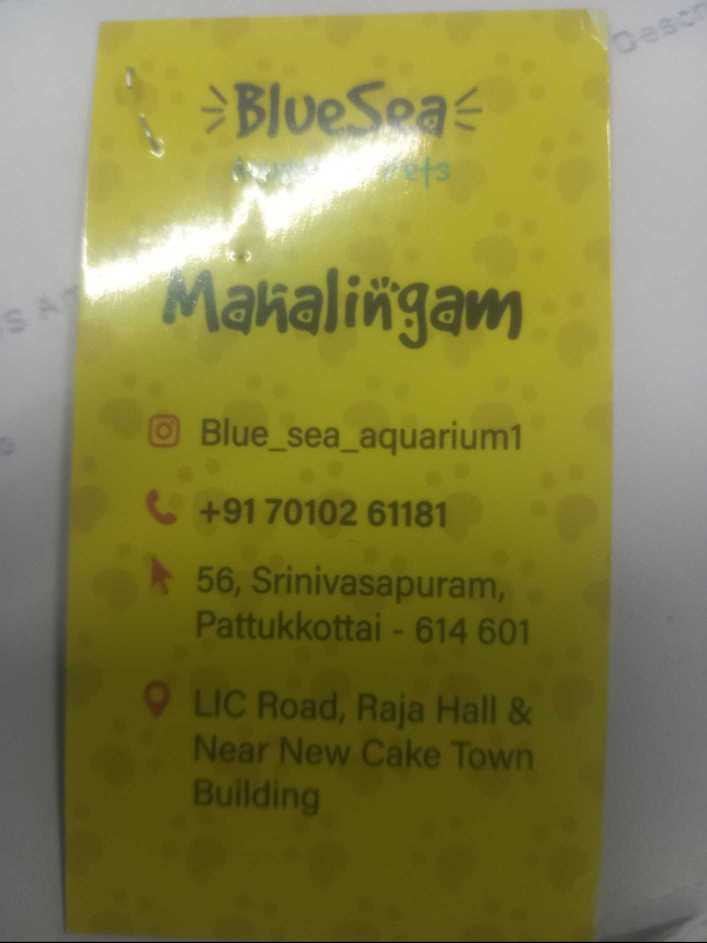 BlueSea
Pets
Mahalingam
Blue_sea_aquarium1
+91 70102 61181
56, Srinivasapuram,
Pattukkottai - 614 601
LIC Road, Raja Hall &
Near New Cake Town
Building